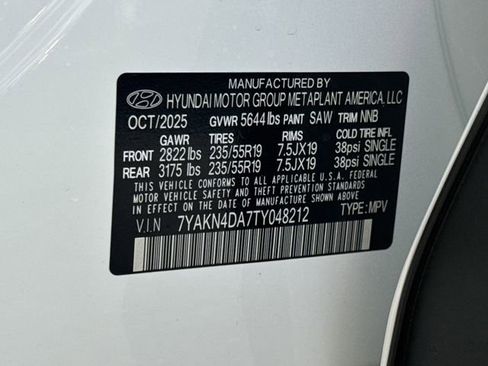 MANUFACTURED BY
HYUNDAI MOTOR GROUP METAPLANT AMERICA, LLC
OCT/2025 GVWR 5644 lbs PAINT SAW TRIM NNB
GAWR TIRES RIMS COLD TIRE INFL
FRONT 2822 lbs 235/55R19 7.5JX19 38psi SINGLE
REAR 3175 lbs 235/55R19 7.5JX19 38psi SINGLE
THIS VEHICLE CONFORMS TO ALL APPLICABLE U.S. FEDERAL
MOTOR VEHICLE SAFETY STANDARDS IN EFFECT ON THE DATE OF
MANUFACTURE SHOWN ABOVE.
V.I.N 7YAKN4DA7TY048212 TYPE: MPV